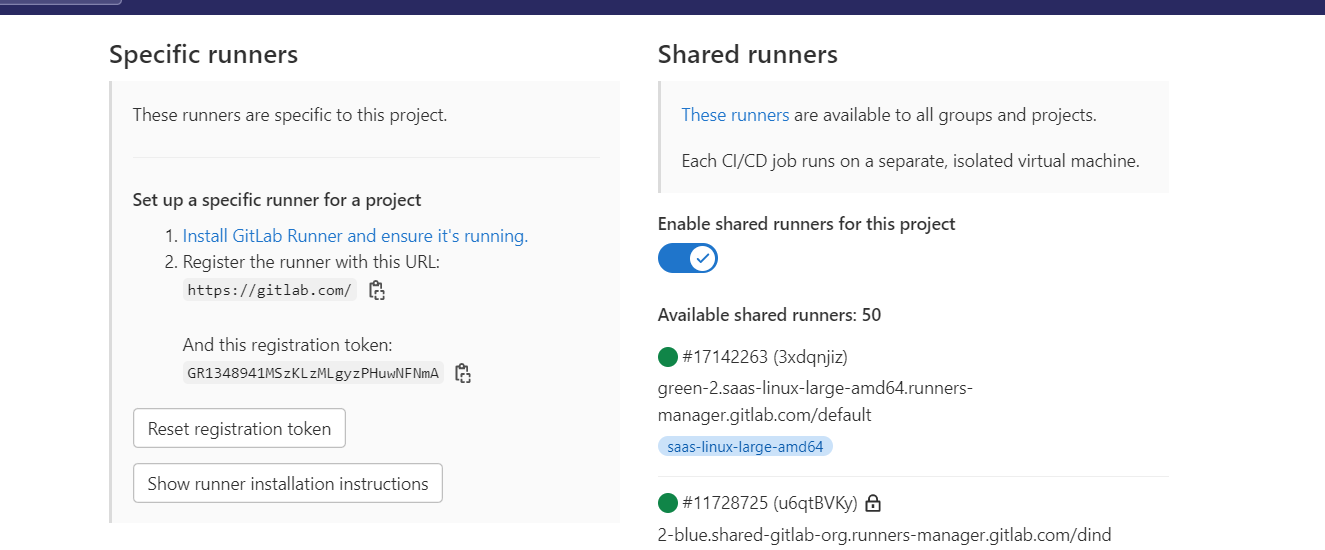 Specific runners
These runners are specific to this project.
Set up a specific runner for a project
1. Install GitLab Runner and ensure it's running.
2. Register the runner with this URL:
https://gitlab.com/
And this registration token:
GR1348941MSzKLzMLgyzPHuwNFNmA
Reset registration token
Show runner installation instructions
Shared runners
These runners are available to all groups and projects.
Each CI/CD job runs on a separate, isolated virtual machine.
Enable shared runners for this project
Available shared runners: 50
#17142263 (3xdqnjiz)
green-2.saas-linux-large-amd64.runners-
manager.gitlab.com/default
saas-linux-large-amd64
#11728725 (u6qtBVKy)
2-blue.shared-gitlab-org.runners-manager.gitlab.com/dind